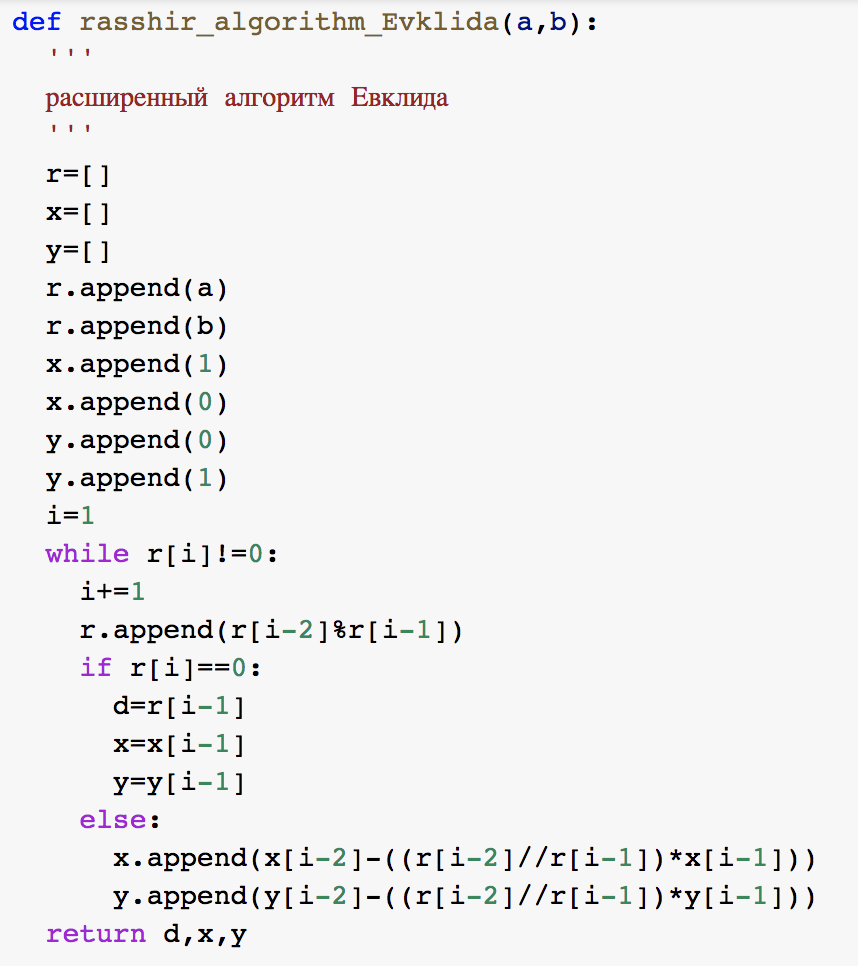 def rasshir_algorithm_Evklida(a,b):
  '''
  расширенный алгоритм Евклида
  '''
  r=[]
  x=[]
  y=[]
  r.append(a)
  r.append(b)
  x.append(1)
  x.append(0)
  y.append(0)
  y.append(1)
  i=1
  while r[i]!=0:
    i+=1
    r.append(r[i-2]%r[i-1])
    if r[i]==0:
      d=r[i-1]
      x=x[i-1]
      y=y[i-1]
    else:
      x.append(x[i-2]-((r[i-2]//r[i-1])*x[i-1]))
      y.append(y[i-2]-((r[i-2]//r[i-1])*y[i-1]))
  return d,x,y